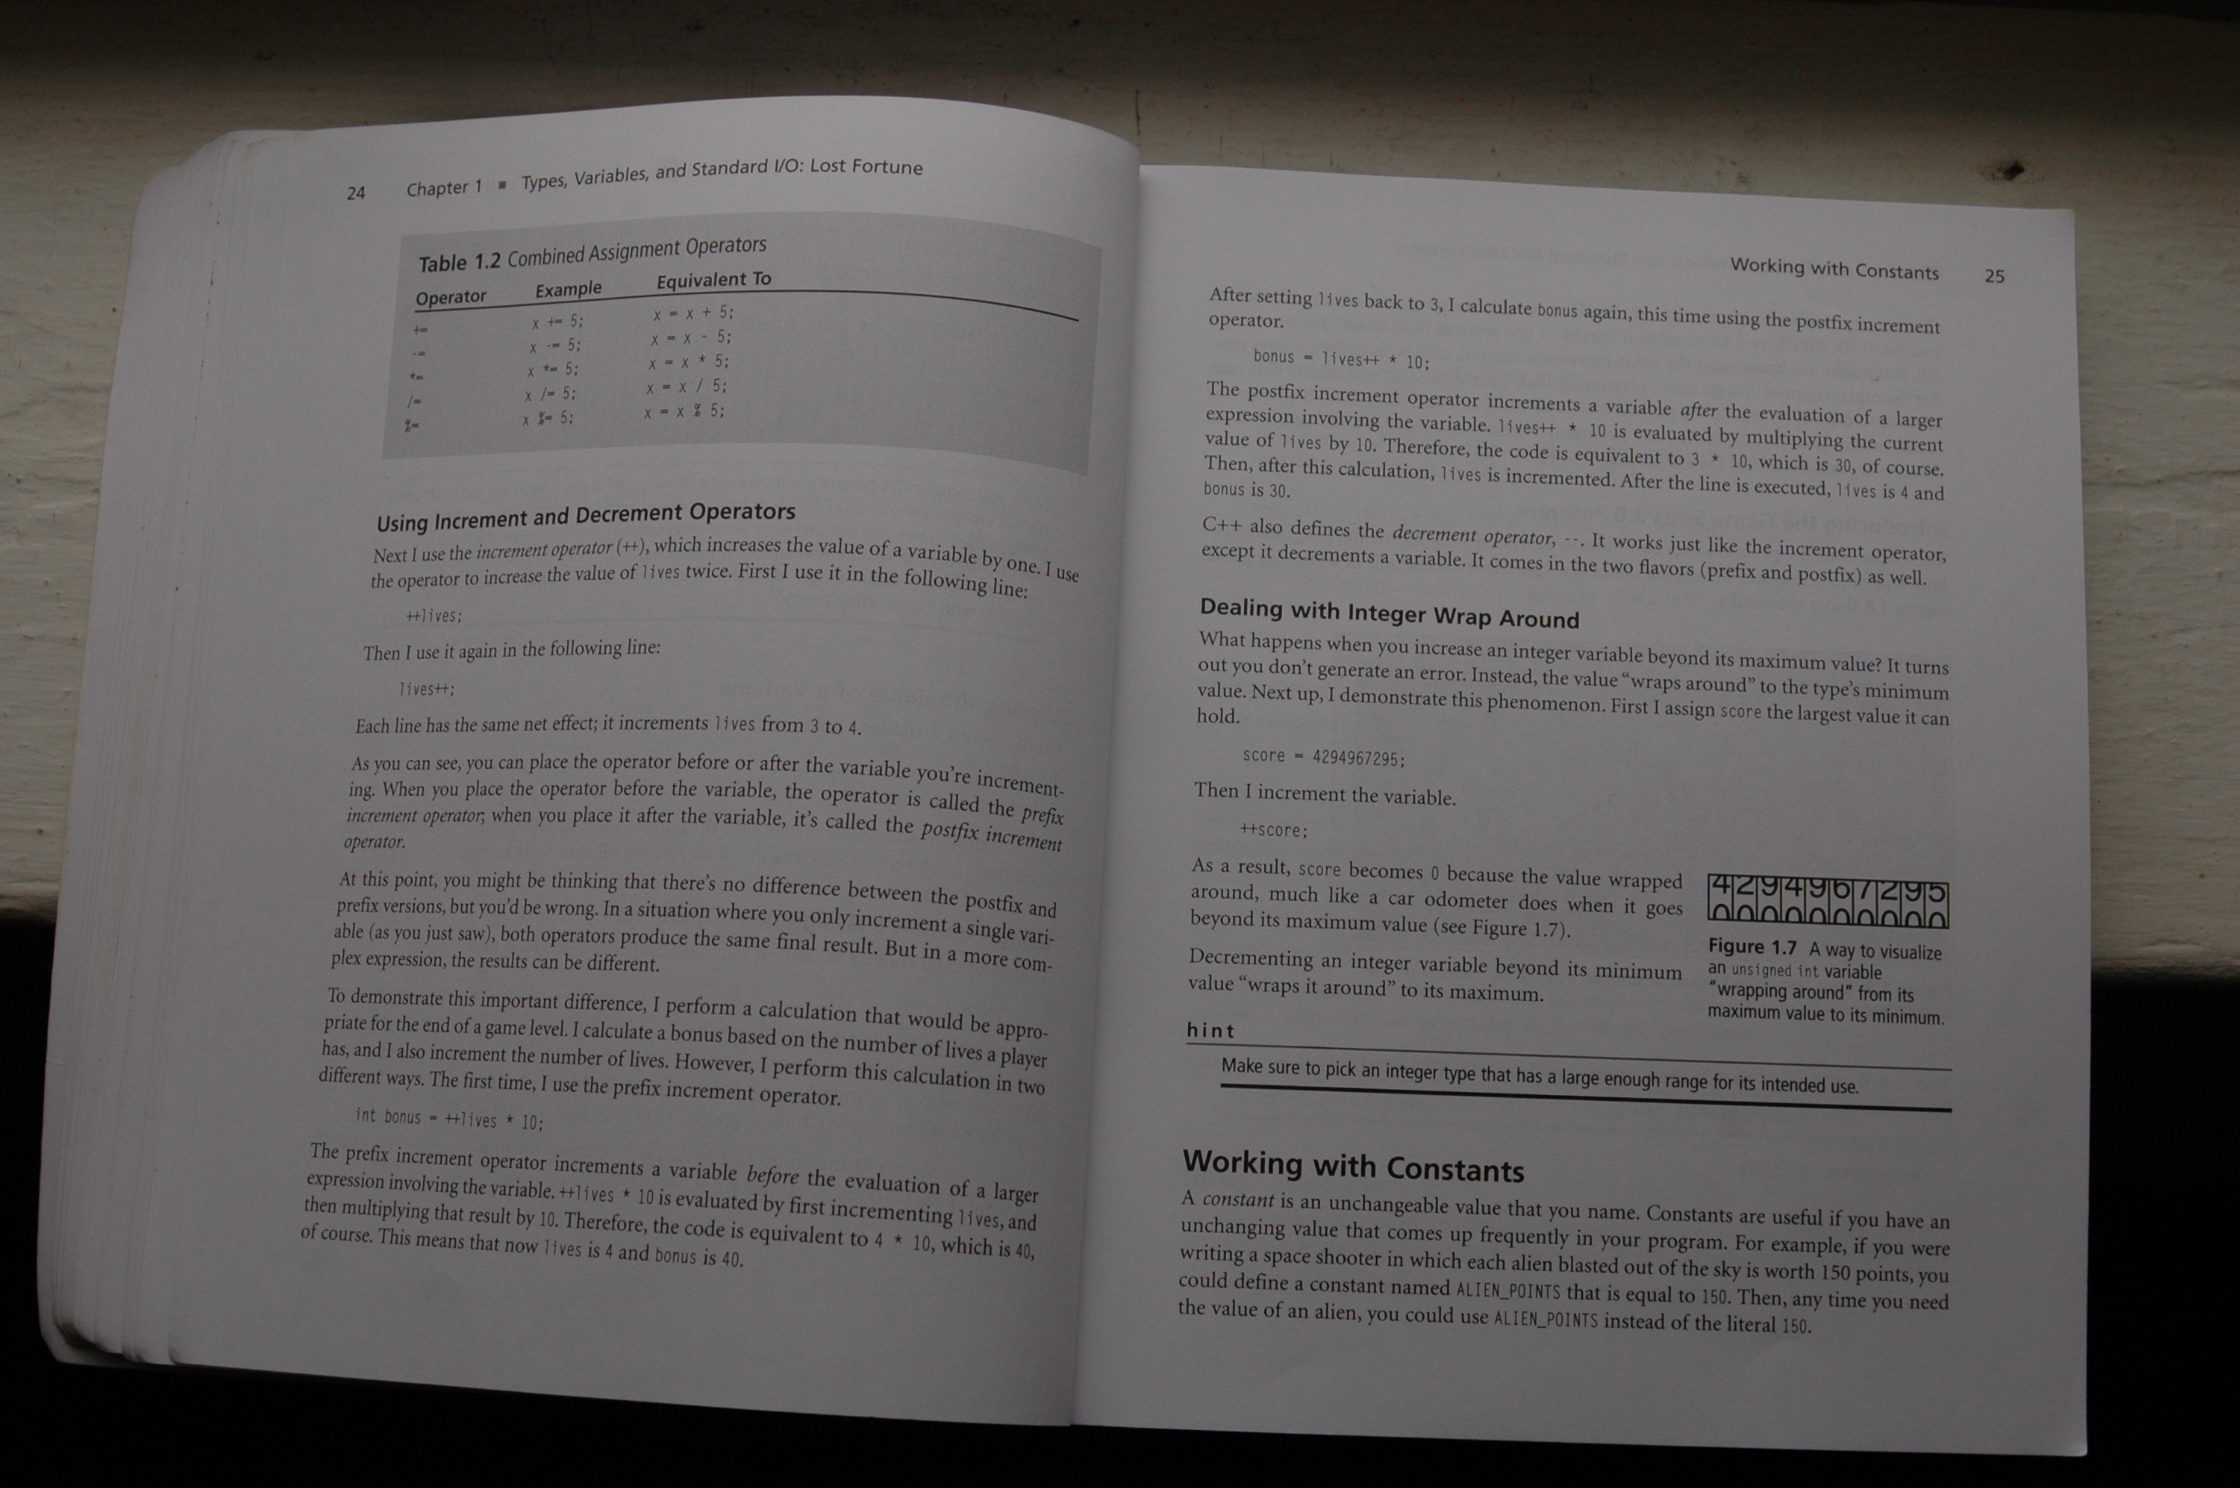 24 Chapter 1 ■ Types, Variables, and Standard I/O: Lost Fortune
Table 1.2 Combined Assignment Operators
Operator Example Equivalent To
+= x += 5; x = x + 5;
-= x -= 5; x = x - 5;
*= x *= 5; x = x * 5;
/= x /= 5; x = x / 5;
%= x %= 5; x = x % 5;
Using Increment and Decrement Operators
Next I use the increment operator (++), which increases the value of a variable by one. I use
the operator to increase the value of lives twice. First I use it in the following line:
++lives;
Then I use it again in the following line:
lives++;
Each line has the same net effect; it increments lives from 3 to 4.
As you can see, you can place the operator before or after the variable you're increment-
ing. When you place the operator before the variable, the operator is called the prefix
increment operator; when you place it after the variable, it's called the postfix increment
operator.
At this point, you might be thinking that there's no difference between the postfix and
prefix versions, but you'd be wrong. In a situation where you only increment a single vari-
able (as you just saw), both operators produce the same final result. But in a more com-
plex expression, the results can be different.
To demonstrate this important difference, I perform a calculation that would be appro-
priate for the end of a game level. I calculate a bonus based on the number of lives a player
has, and I also increment the number of lives. However, I perform this calculation in two
different ways. The first time, I use the prefix increment operator.
int bonus = ++lives * 10;
The prefix increment operator increments a variable before the evaluation of a larger
expression involving the variable. ++lives * 10 is evaluated by first incrementing lives, and
then multiplying that result by 10. Therefore, the code is equivalent to 4 * 10, which is 40,
of course. This means that now lives is 4 and bonus is 40.
Working with Constants 25
After setting lives back to 3, I calculate bonus again, this time using the postfix increment
operator.
bonus = lives++ * 10;
The postfix increment operator increments a variable after the evaluation of a larger
expression involving the variable. lives++ * 10 is evaluated by multiplying the current
value of lives by 10. Therefore, the code is equivalent to 3 * 10, which is 30, of course.
Then, after this calculation, lives is incremented. After the line is executed, lives is 4 and
bonus is 30.
C++ also defines the decrement operator, --. It works just like the increment operator,
except it decrements a variable. It comes in the two flavors (prefix and postfix) as well.
Dealing with Integer Wrap Around
What happens when you increase an integer variable beyond its maximum value? It turns
out you don't generate an error. Instead, the value "wraps around" to the type's minimum
value. Next up, I demonstrate this phenomenon. First I assign score the largest value it can
hold.
score = 4294967295;
Then I increment the variable.
++score;
As a result, score becomes 0 because the value wrapped
around, much like a car odometer does when it goes
beyond its maximum value (see Figure 1.7).
Decrementing an integer variable beyond its minimum
value "wraps it around" to its maximum.
4294967295
0000000000
Figure 1.7 A way to visualize
an unsigned int variable
"wrapping around" from its
maximum value to its minimum.
hint
Make sure to pick an integer type that has a large enough range for its intended use.
Working with Constants
A constant is an unchangeable value that you name. Constants are useful if you have an
unchanging value that comes up frequently in your program. For example, if you were
writing a space shooter in which each alien blasted out of the sky is worth 150 points, you
could define a constant named ALIEN_POINTS that is equal to 150. Then, any time you need
the value of an alien, you could use ALIEN_POINTS instead of the literal 150.